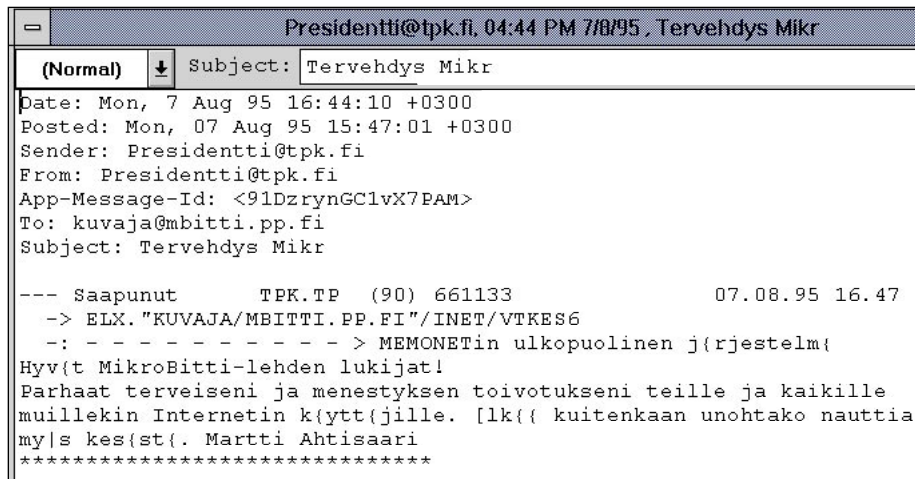 Presidentti@tpk.fi, 04:44 PM 7/8/95 , Tervehdys Mikr
(Normal) Subject: Tervehdys Mikr
Date: Mon, 7 Aug 95 16:44:10 +0300
Posted: Mon, 07 Aug 95 15:47:01 +0300
Sender: Presidentti@tpk.fi
From: Presidentti@tpk.fi
App-Message-Id: <91DzrynGC1vX7PAM>
To: kuvaja@mbitti.pp.fi
Subject: Tervehdys Mikr
--- Saapunut TPK.TP (90) 661133 07.08.95 16.47
-> ELX."KUVAJA/MBITTI.PP.FI"/INET/VTKES6
-: - - - - - - - - - - > MEMONETin ulkopuolinen j{rjestelm{
Hyv{t MikroBitti-lehden lukijat!
Parhaat terveiseni ja menestyksen toivotukseni teille ja kaikille
muillekin Internetin k{ytt{jille. [lk{{ kuitenkaan unohtako nauttia
my|s kes{st{. Martti Ahtisaari
*******************************